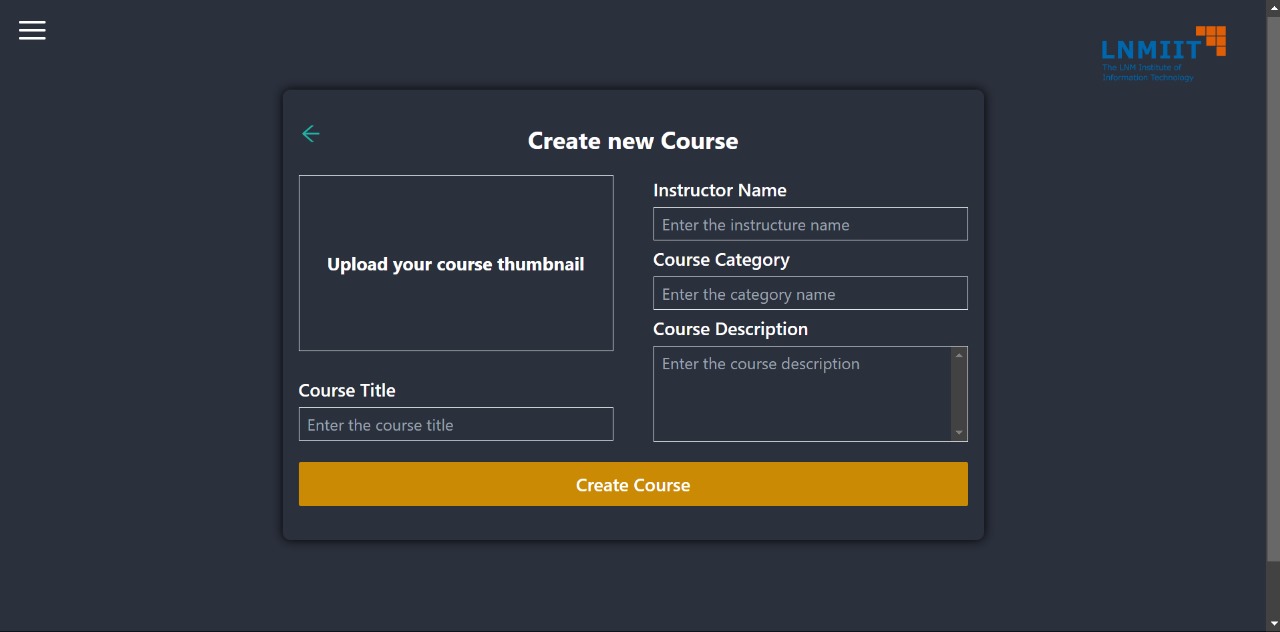 LNMIIT
The LNM Institute of
Information Technology
Create new Course
Upload your course thumbnail
Course Title
Enter the course title
Instructor Name
Enter the instructure name
Course Category
Enter the category name
Course Description
Enter the course description
Create Course